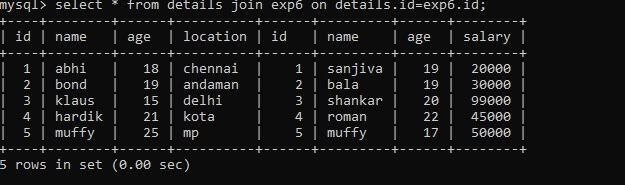 mysql> select * from details join exp6 on details.id=exp6.id;
+----+--------+------+----------+----+---------+------+--------+
| id | name   | age  | location | id | name    | age  | salary |
+----+--------+------+----------+----+---------+------+--------+
|  1 | abhi   |   18 | chennai  |  1 | sanjiva |   19 |  20000 |
|  2 | bond   |   19 | andaman  |  2 | bala    |   19 |  30000 |
|  3 | klaus  |   15 | delhi    |  3 | shankar |   20 |  99000 |
|  4 | hardik |   21 | kota     |  4 | roman   |   22 |  45000 |
|  5 | muffy  |   25 | mp       |  5 | muffy   |   17 |  50000 |
+----+--------+------+----------+----+---------+------+--------+
5 rows in set (0.00 sec)